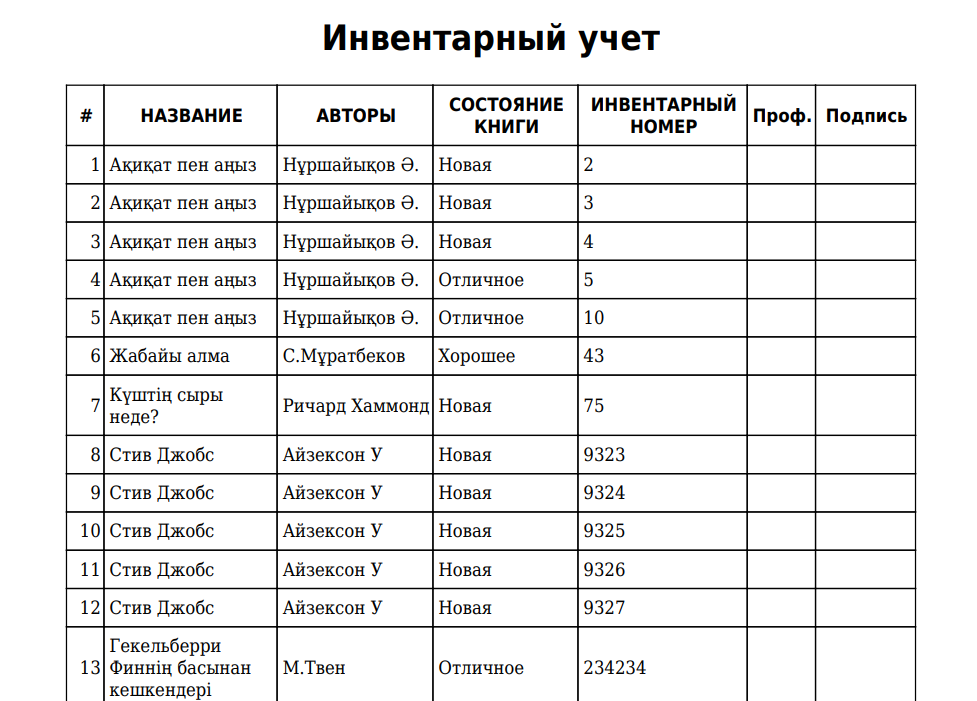 Инвентарный учет
# НАЗВАНИЕ АВТОРЫ СОСТОЯНИЕ КНИГИ ИНВЕНТАРНЫЙ НОМЕР Проф. Подпись
1 Ақиқат пен аңыз Нұршайықов Ә. Новая 2
2 Ақиқат пен аңыз Нұршайықов Ә. Новая 3
3 Ақиқат пен аңыз Нұршайықов Ә. Новая 4
4 Ақиқат пен аңыз Нұршайықов Ә. Отличное 5
5 Ақиқат пен аңыз Нұршайықов Ә. Отличное 10
6 Жабайы алма С.Мұратбеков Хорошее 43
7 Күштің сыры неде? Ричард Хаммонд Новая 75
8 Стив Джобс Айзексон У Новая 9323
9 Стив Джобс Айзексон У Новая 9324
10 Стив Джобс Айзексон У Новая 9325
11 Стив Джобс Айзексон У Новая 9326
12 Стив Джобс Айзексон У Новая 9327
13 Гекельберри Финнің басынан кешкендері М.Твен Отличное 234234